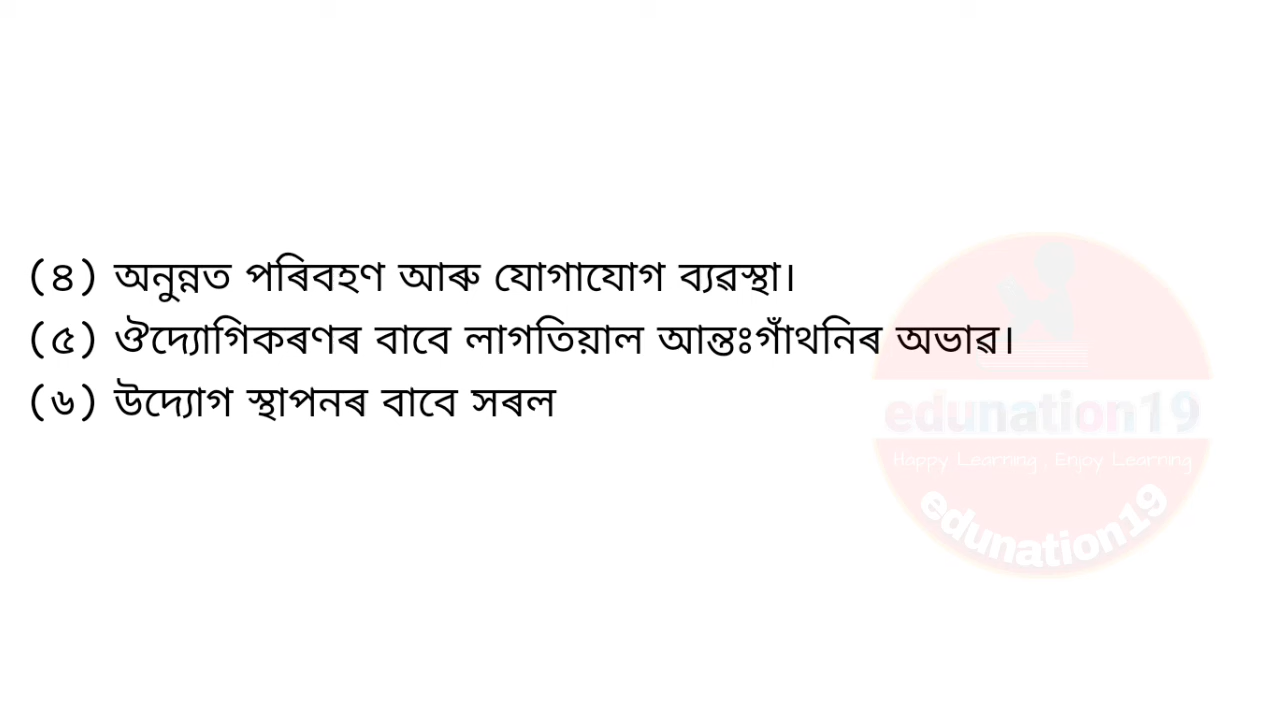 (৪) অনুন্নত পৰিবহণ আৰু যোগাযোগ ব্যৱস্থা।
(৫) ঔদ্যোগিকৰণৰ বাবে লাগতিয়াল আন্তঃগাঁথনিৰ অভাৱ।
(৬) উদ্যোগ স্থাপনৰ বাবে সৰল
edunation19
Happy Learning , Enjoy Learning
edunation19